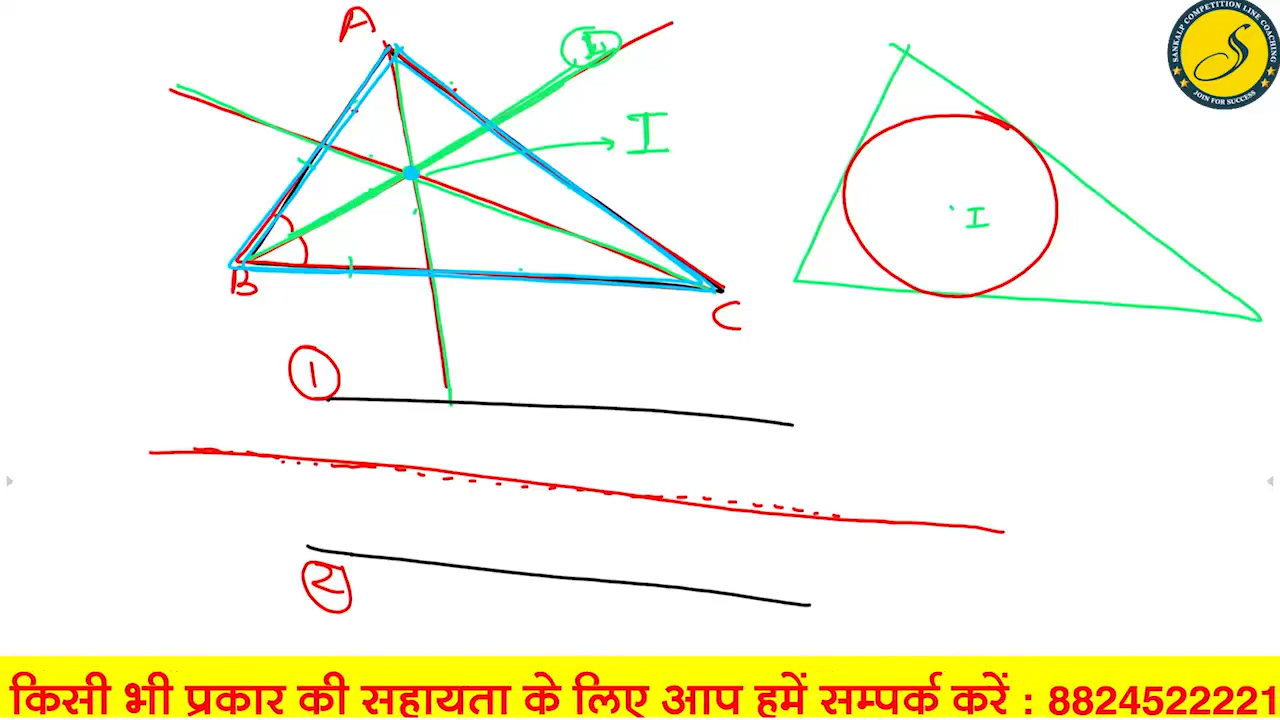 A
I
SANKALP COMPETITION LINE COACHING
S
JOIN FOR SUCCESS
I
B
C
1
2
किसी भी प्रकार की सहायता के लिए आप हमें सम्पर्क करें : 8824522221